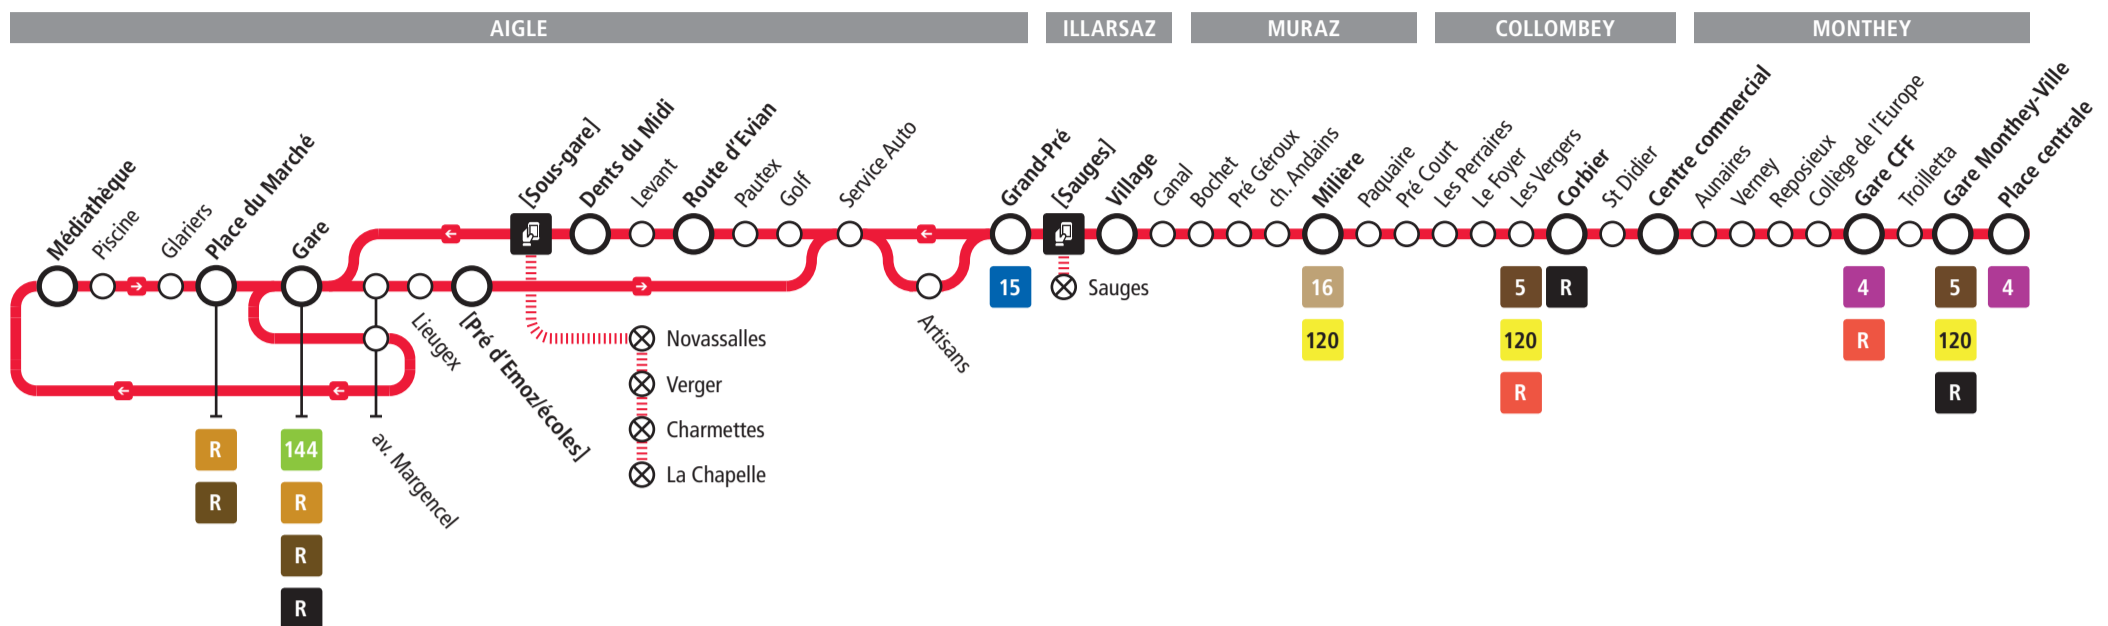 AIGLE
ILLARSAZ
MURAZ
COLLOMBEY
MONTHEY
Médiathèque
Piscine
Glariers
Place du Marché
Gare
[Sous-gare]
Dents du Midi
Levant
Route d'Evian
Pautex
Golf
Service Auto
Grand-Pré
[Sauges]
Village
Canal
Bochet
Pré Géroux
ch. Andains
Milière
Paquaire
Pré Court
Les Perraires
Le Foyer
Les Vergers
Corbier
St Didier
Centre commercial
Aunaires
Verney
Reposieux
Collège de l'Europe
Gare CFF
Troilletta
Gare Monthey-Ville
Place centrale
Lieugex
[Pré d'Emoz/écoles]
av. Margencel
Artisans
Sauges
Novassalles
Verger
Charmettes
La Chapelle
15
16
120
5
120
R
R
4
R
5
120
R
4
R
R
144
R
R
R